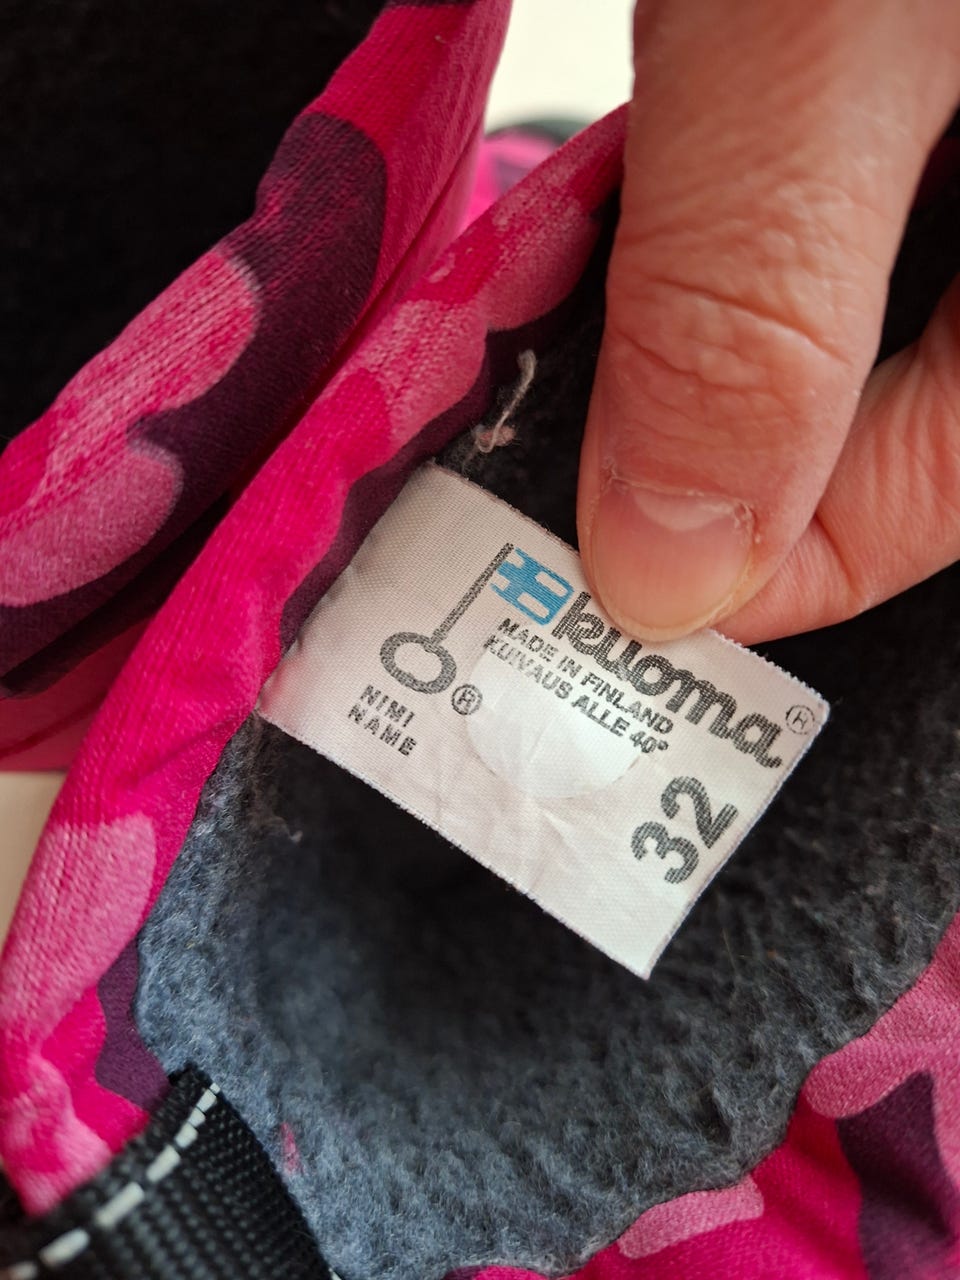 kuoma®
MADE IN FINLAND
KUIVAUS ALLE 40°
®
NIMI
NAME
32